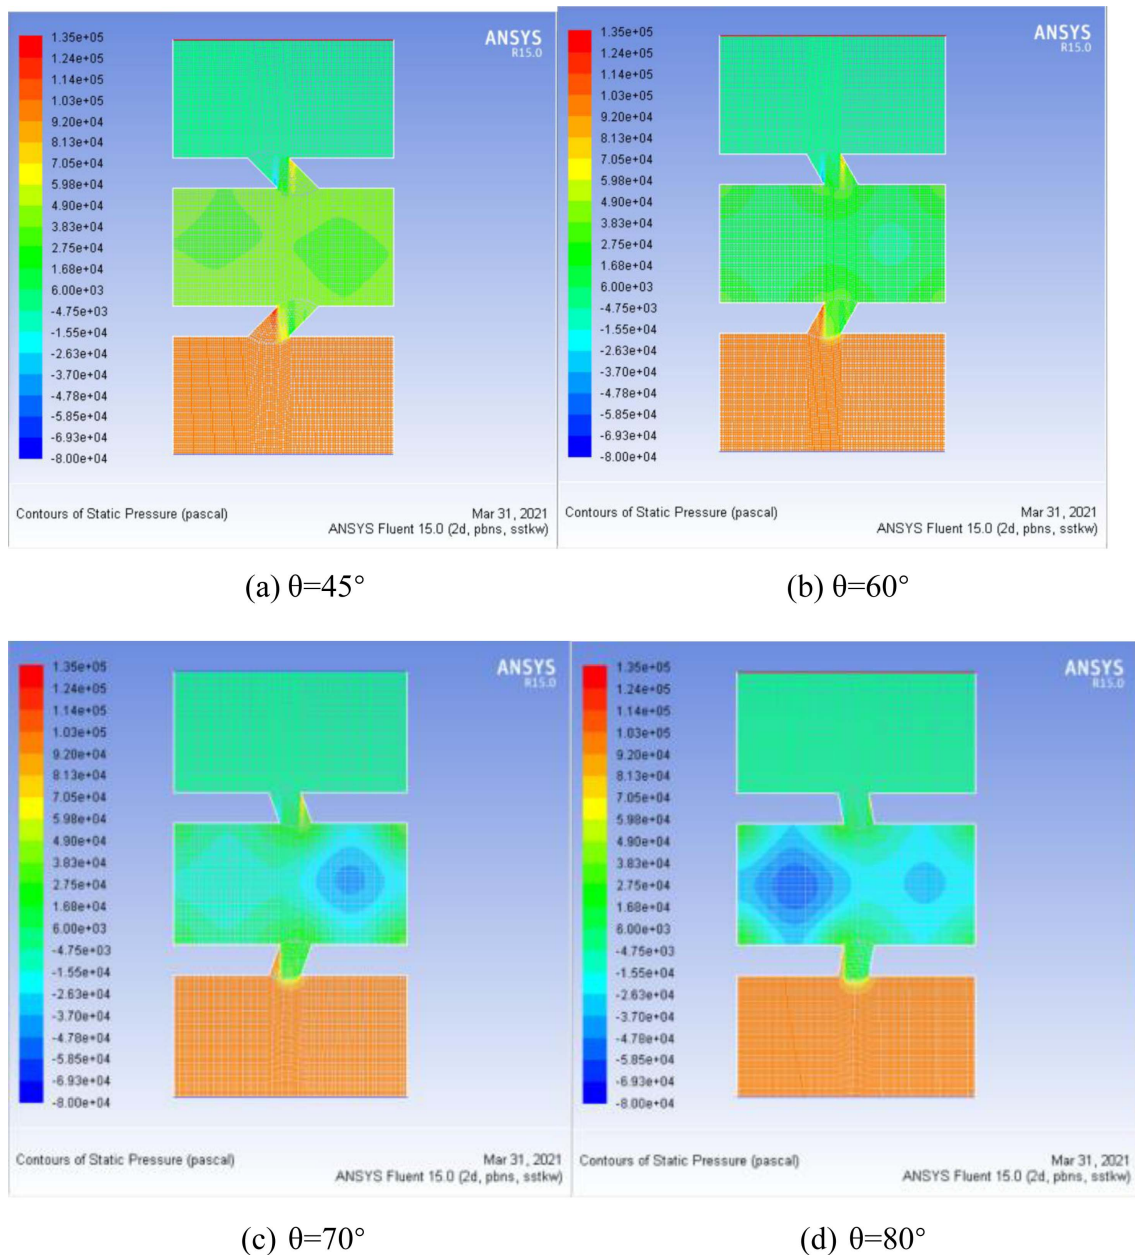 1.35e+05
1.24e+05
1.14e+05
1.03e+05
9.20e+04
8.13e+04
7.05e+04
5.98e+04
4.90e+04
3.83e+04
2.75e+04
1.68e+04
6.00e+03
-4.75e+03
-1.55e+04
-2.63e+04
-3.70e+04
-4.78e+04
-5.85e+04
-6.93e+04
-8.00e+04
ANSYS
R15.0
Contours of Static Pressure (pascal)
Mar 31, 2021
ANSYS Fluent 15.0 (2d, pbns, sstkw)
1.35e+05
1.24e+05
1.14e+05
1.03e+05
9.20e+04
8.13e+04
7.05e+04
5.98e+04
4.90e+04
3.83e+04
2.75e+04
1.68e+04
6.00e+03
-4.75e+03
-1.55e+04
-2.63e+04
-3.70e+04
-4.78e+04
-5.85e+04
-6.93e+04
-8.00e+04
ANSYS
R15.0
Contours of Static Pressure (pascal)
Mar 31, 2021
ANSYS Fluent 15.0 (2d, pbns, sstkw)
(a) θ=45°
(b) θ=60°
1.35e+05
1.24e+05
1.14e+05
1.03e+05
9.20e+04
8.13e+04
7.05e+04
5.98e+04
4.90e+04
3.83e+04
2.75e+04
1.68e+04
6.00e+03
-4.75e+03
-1.55e+04
-2.63e+04
-3.70e+04
-4.78e+04
-5.85e+04
-6.93e+04
-8.00e+04
ANSYS
R15.0
Contours of Static Pressure (pascal)
Mar 31, 2021
ANSYS Fluent 15.0 (2d, pbns, sstkw)
1.35e+05
1.24e+05
1.14e+05
1.03e+05
9.20e+04
8.13e+04
7.05e+04
5.98e+04
4.90e+04
3.83e+04
2.75e+04
1.68e+04
6.00e+03
-4.75e+03
-1.55e+04
-2.63e+04
-3.70e+04
-4.78e+04
-5.85e+04
-6.93e+04
-8.00e+04
ANSYS
R15.0
Contours of Static Pressure (pascal)
Mar 31, 2021
ANSYS Fluent 15.0 (2d, pbns, sstkw)
(c) θ=70°
(d) θ=80°